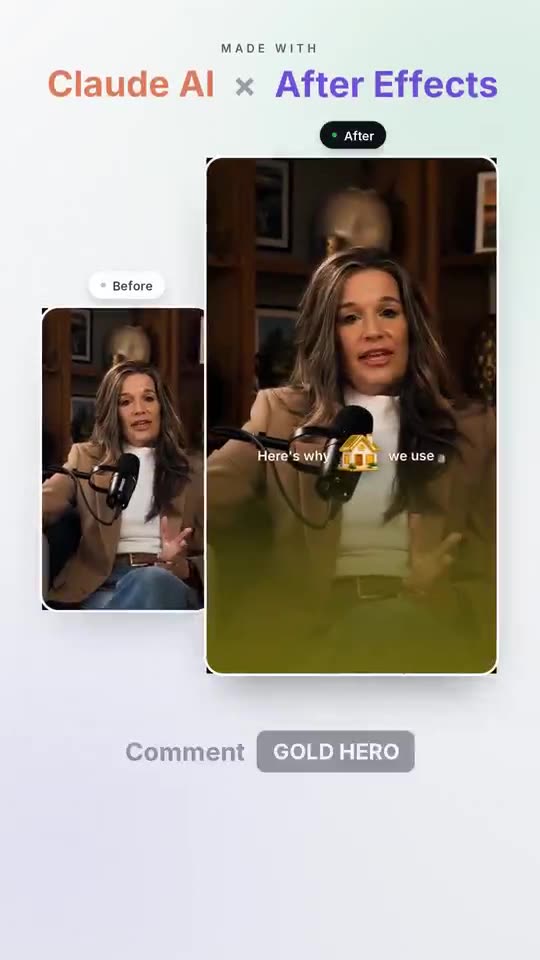 MADE WITH
Claude AI × After Effects
After
Before
Here's why we use
Comment GOLD HERO